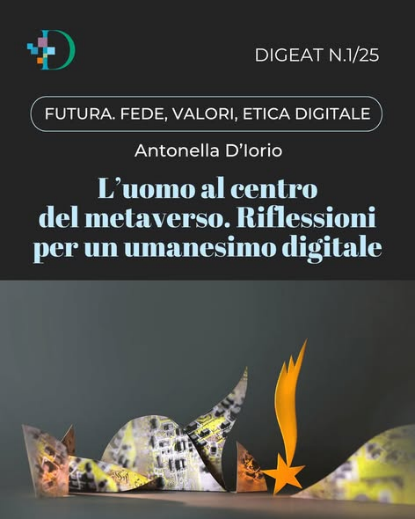 D
DIGEAT N.1/25
FUTURA. FEDE, VALORI, ETICA DIGITALE
Antonella D'Iorio
L'uomo al centro
del metaverso. Riflessioni
per un umanesimo digitale